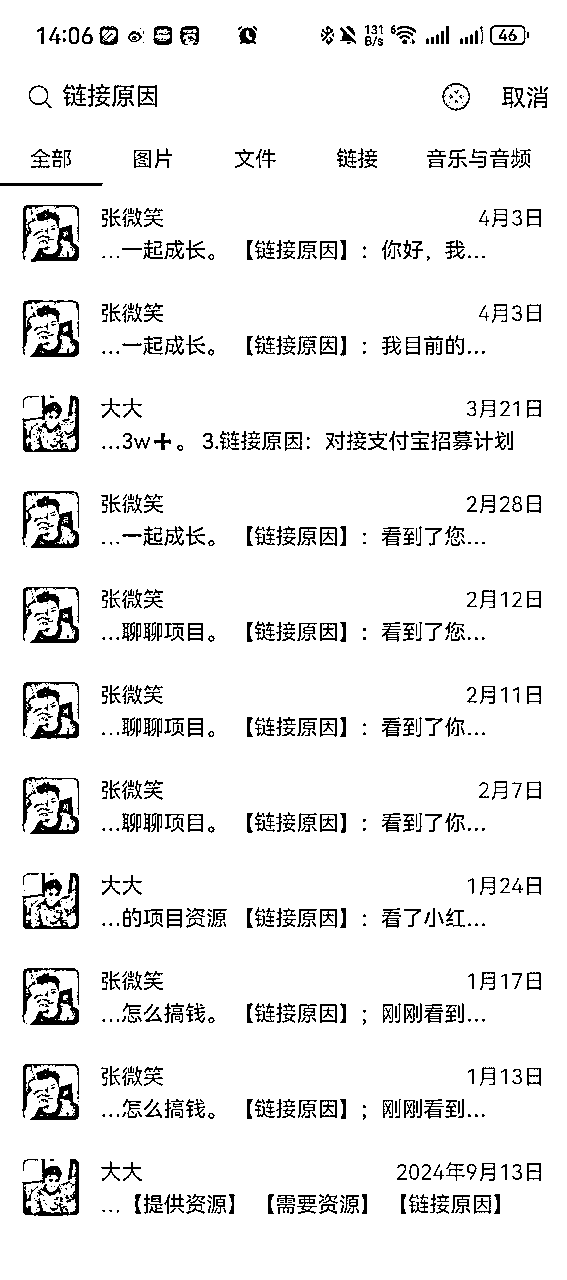 14:06 131 B/s 6 46
链接原因 取消
全部 图片 文件 链接 音乐与音频
张微笑 4月3日
...一起成长。 【链接原因】：你好，我...
张微笑 4月3日
...一起成长。 【链接原因】：我目前的...
大大 3月21日
...3w＋。 3.链接原因：对接支付宝招募计划
张微笑 2月28日
...一起成长。 【链接原因】：看到了您...
张微笑 2月12日
...聊聊项目。 【链接原因】：看到了您...
张微笑 2月11日
...聊聊项目。 【链接原因】：看到了你...
张微笑 2月7日
...聊聊项目。 【链接原因】：看到了你...
大大 1月24日
...的项目资源 【链接原因】：看了小红...
张微笑 1月17日
...怎么搞钱。 【链接原因】；刚刚看到...
张微笑 1月13日
...怎么搞钱。 【链接原因】；刚刚看到...
大大 2024年9月13日
...【提供资源】 【需要资源】 【链接原因】